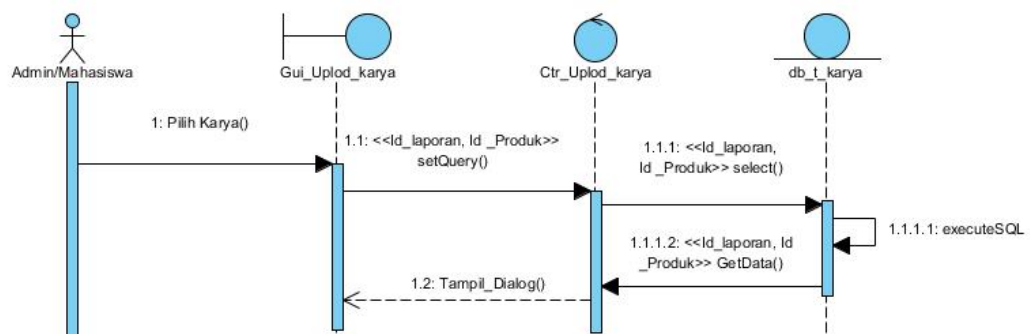 Admin/Mahasiswa
Gui_Uplod_karya
Ctr_Uplod_karya
db_t_karya
1: Pilih Karya()
1.1: <<Id_laporan, Id _Produk>>
setQuery()
1.1.1: <<Id_laporan,
Id _Produk>> select()
1.1.1.1: executeSQL
1.1.1.2: <<Id_laporan, Id
_Produk>> GetData()
1.2: Tampil_Dialog()